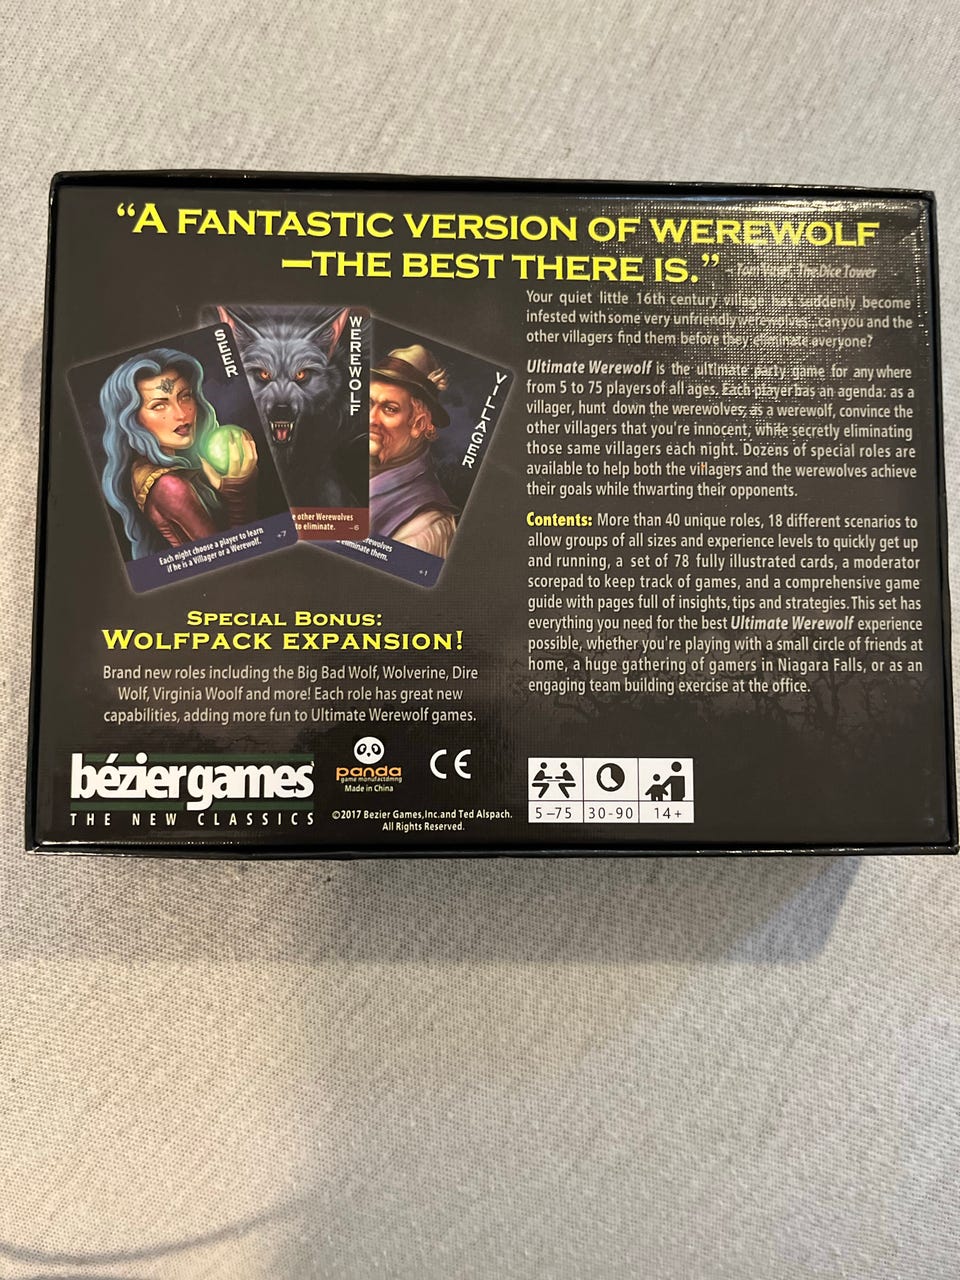 “A FANTASTIC VERSION OF WEREWOLF
—THE BEST THERE IS.” – Tom Vasel, The Dice Tower
SEER
Each night choose a player to learn
if he is a Villager or a Werewolf.
+7
WEREWOLF
e other Werewolves
to eliminate.
-6
VILLAGER
erewolves
eliminate them.
+1
SPECIAL BONUS:
WOLFPACK EXPANSION!
Brand new roles including the Big Bad Wolf, Wolverine, Dire
Wolf, Virginia Woolf and more! Each role has great new
capabilities, adding more fun to Ultimate Werewolf games.
Your quiet little 16th century village has suddenly become
infested with some very unfriendly werewolves...can you and the
other villagers find them before they eliminate everyone?
Ultimate Werewolf is the ultimate party game for anywhere
from 5 to 75 players of all ages. Each player has an agenda: as a
villager, hunt down the werewolves; as a werewolf, convince the
other villagers that you're innocent, while secretly eliminating
those same villagers each night. Dozens of special roles are
available to help both the villagers and the werewolves achieve
their goals while thwarting their opponents.
Contents: More than 40 unique roles, 18 different scenarios to
allow groups of all sizes and experience levels to quickly get up
and running, a set of 78 fully illustrated cards, a moderator
scorepad to keep track of games, and a comprehensive game
guide with pages full of insights, tips and strategies. This set has
everything you need for the best Ultimate Werewolf experience
possible, whether you're playing with a small circle of friends at
home, a huge gathering of gamers in Niagara Falls, or as an
engaging team building exercise at the office.
béziergames
THE NEW CLASSICS
panda
game manufacturing
Made in China
CE
©2017 Bezier Games,Inc.and Ted Alspach.
All Rights Reserved.
5–75 30-90 14+